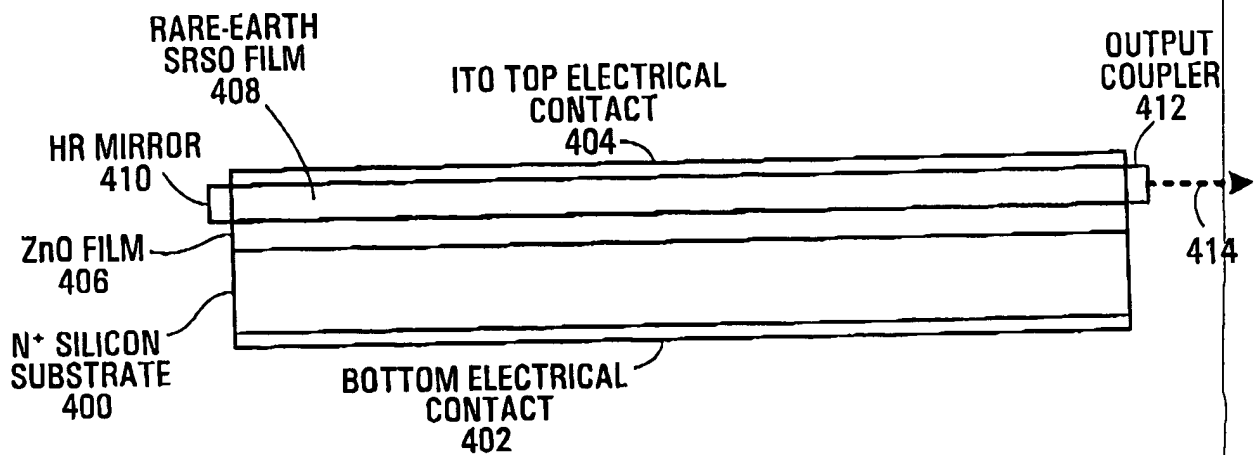 RARE-EARTH
SRSO FILM
408
ITO TOP ELECTRICAL
CONTACT
404
OUTPUT
COUPLER
412
HR MIRROR
410
414
ZnO FILM
406
N+ SILICON
SUBSTRATE
400
BOTTOM ELECTRICAL
CONTACT
402